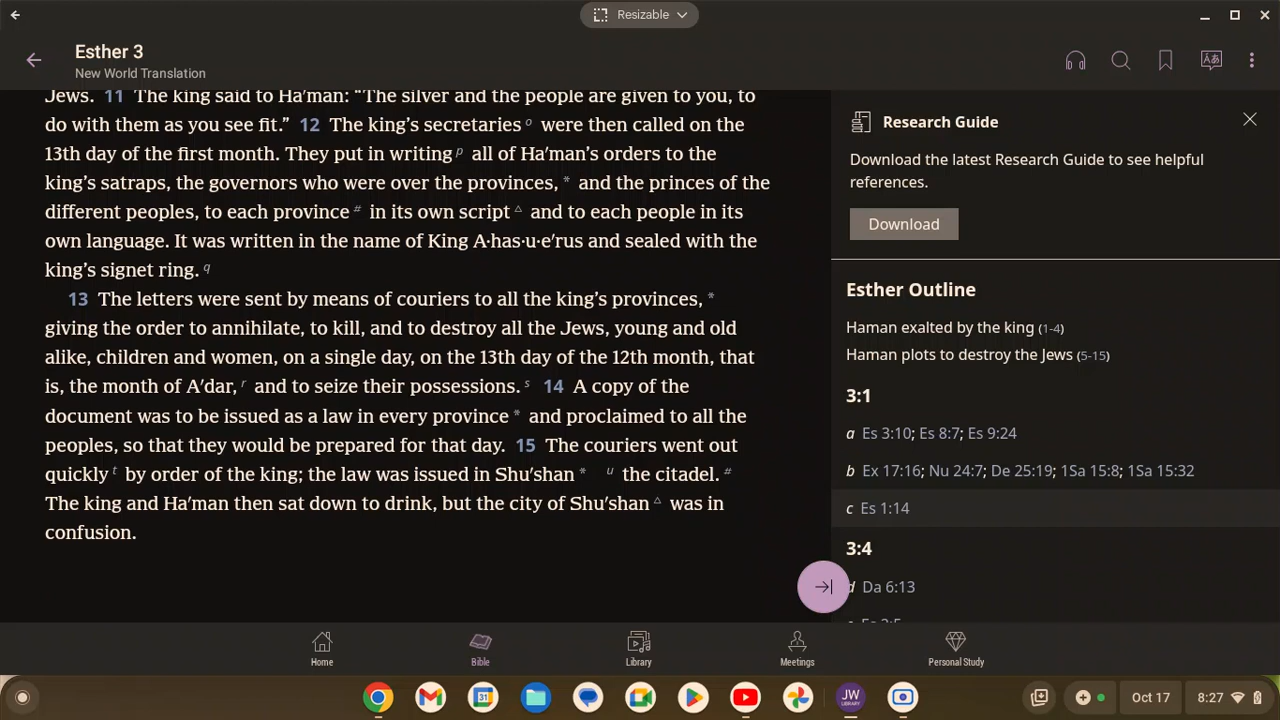 Resizable
Esther 3
New World Translation
Jews. 11 The king said to Haʹman: “The silver and the people are given to you, to
do with them as you see fit.” 12 The king’s secretaries o were then called on the
13th day of the first month. They put in writing p all of Haʹman’s orders to the
king’s satraps, the governors who were over the provinces, * and the princes of the
different peoples, to each province # in its own script △ and to each people in its
own language. It was written in the name of King A·has·u·eʹrus and sealed with the
king’s signet ring. q
13 The letters were sent by means of couriers to all the king’s provinces, *
giving the order to annihilate, to kill, and to destroy all the Jews, young and old
alike, children and women, on a single day, on the 13th day of the 12th month, that
is, the month of Aʹdar, r and to seize their possessions. s 14 A copy of the
document was to be issued as a law in every province * and proclaimed to all the
peoples, so that they would be prepared for that day. 15 The couriers went out
quickly t by order of the king; the law was issued in Shuʹshan * u the citadel. #
The king and Haʹman then sat down to drink, but the city of Shuʹshan △ was in
confusion.
Research Guide
Download the latest Research Guide to see helpful
references.
Download
Esther Outline
Haman exalted by the king (1-4)
Haman plots to destroy the Jews (5-15)
3:1
a Es 3:10; Es 8:7; Es 9:24
b Ex 17:16; Nu 24:7; De 25:19; 1Sa 15:8; 1Sa 15:32
c Es 1:14
3:4
d Da 6:13
Home
Bible
Library
Meetings
Personal Study
JW
LIBRARY
31
Oct 17
8:27